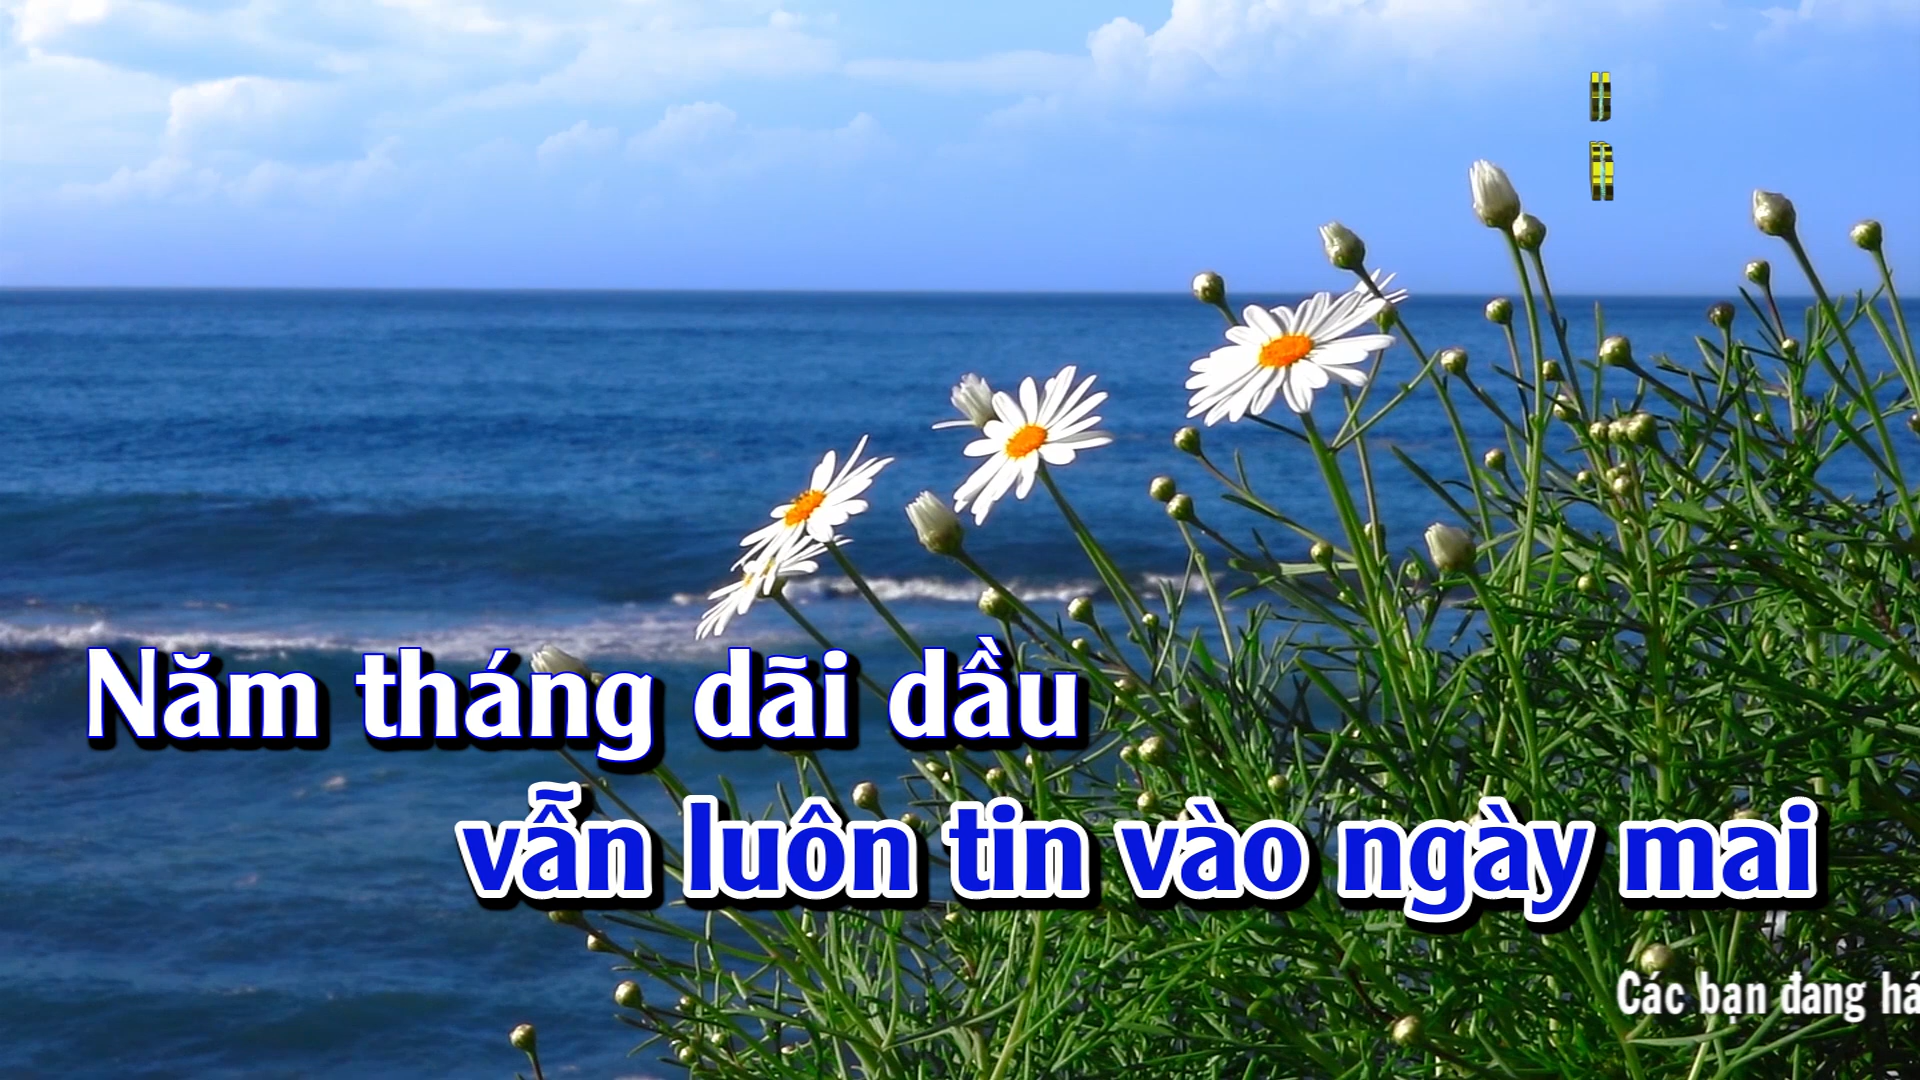 Năm tháng dãi dầu
vẫn luôn tin vào ngày mai
Các bạn đang há